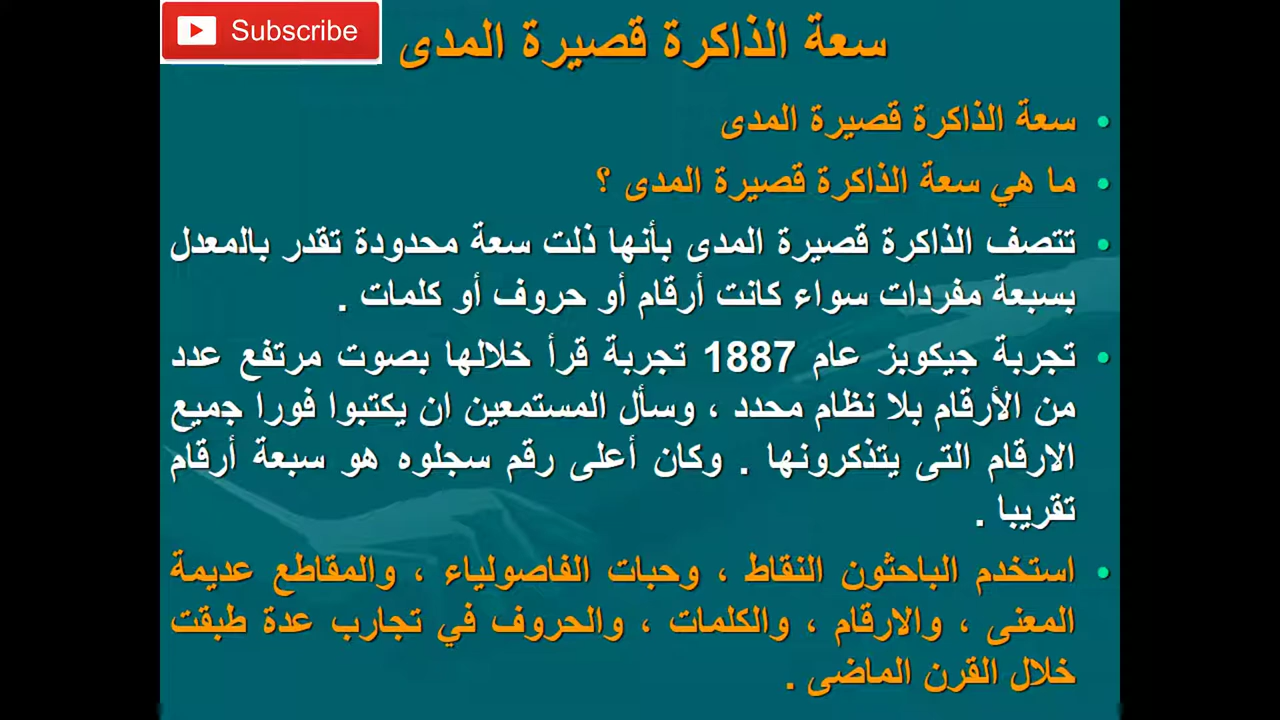 Subscribe
سعة الذاكرة قصيرة المدى
• سعة الذاكرة قصيرة المدى
• ما هي سعة الذاكرة قصيرة المدى ؟
• تتصف الذاكرة قصيرة المدى بأنها ذلت سعة محدودة تقدر بالمعدل
بسبعة مفردات سواء كانت أرقام أو حروف أو كلمات .
• تجربة جيكوبز عام 1887 تجربة قرأ خلالها بصوت مرتفع عدد
من الأرقام بلا نظام محدد ، وسأل المستمعين ان يكتبوا فورا جميع
الارقام التى يتذكرونها . وكان أعلى رقم سجلوه هو سبعة أرقام
تقريبا .
• استخدم الباحثون النقاط ، وحبات الفاصولياء ، والمقاطع عديمة
المعنى ، والارقام ، والكلمات ، والحروف في تجارب عدة طبقت
خلال القرن الماضى .